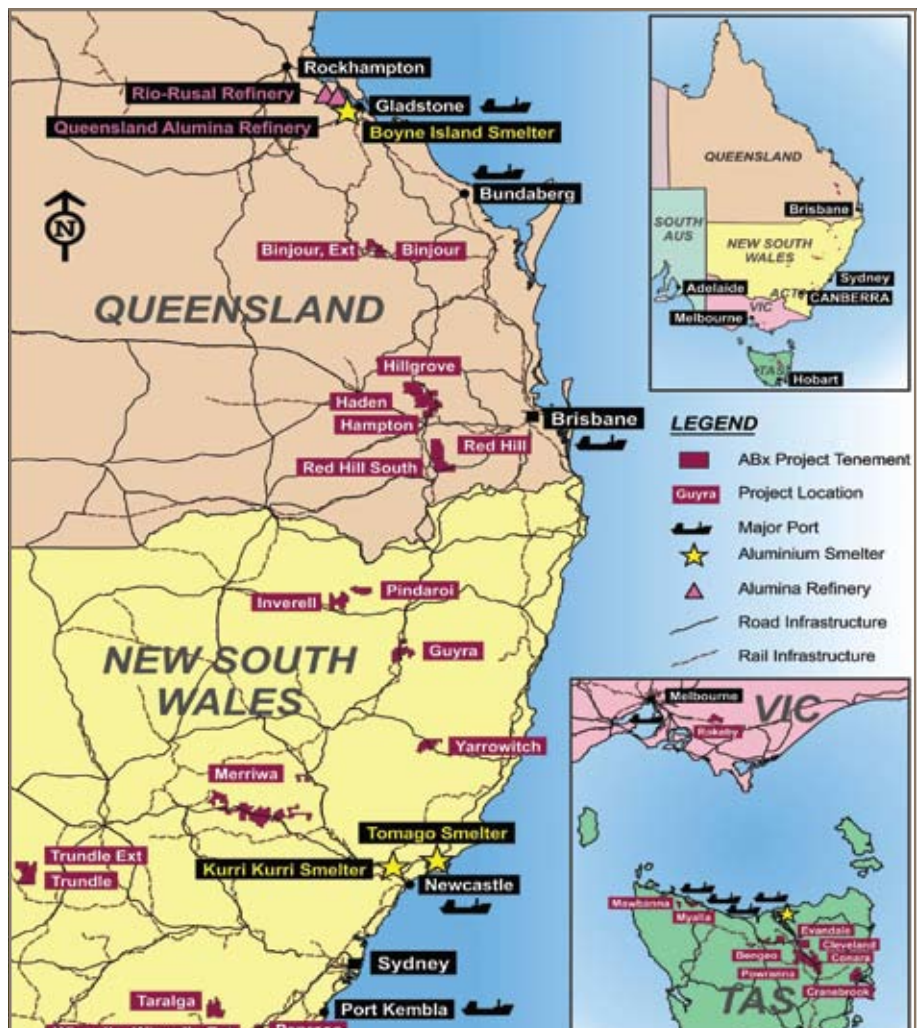 Rockhampton
Rio-Rusal Refinery
Gladstone
Queensland Alumina Refinery
Boyne Island Smelter
Bundaberg
N
Binjour, Ext
Binjour
QUEENSLAND
Hillgrove
Haden
Hampton
Brisbane
Red Hill
Red Hill South
Pindaroi
Inverell
NEW SOUTH
WALES
Guyra
Yarrowitch
Merriwa
Tomago Smelter
Kurri Kurri Smelter
Trundle Ext
Trundle
Newcastle
Sydney
Taralga
Port Kembla
QUEENSLAND
Brisbane
SOUTH
AUS
NEW SOUTH
WALES
Sydney
Adelaide
ACT
CANBERRA
VIC
Melbourne
TAS
Hobart
LEGEND
ABx Project Tenement
Guyra
Project Location
Major Port
Aluminium Smelter
Alumina Refinery
Road Infrastructure
Rail Infrastructure
Melbourne
VIC
Rokeby
Mawbanna
Myalla
Evandale
Cleveland
Bengeo
Conara
Powranna
Cranbrook
TAS